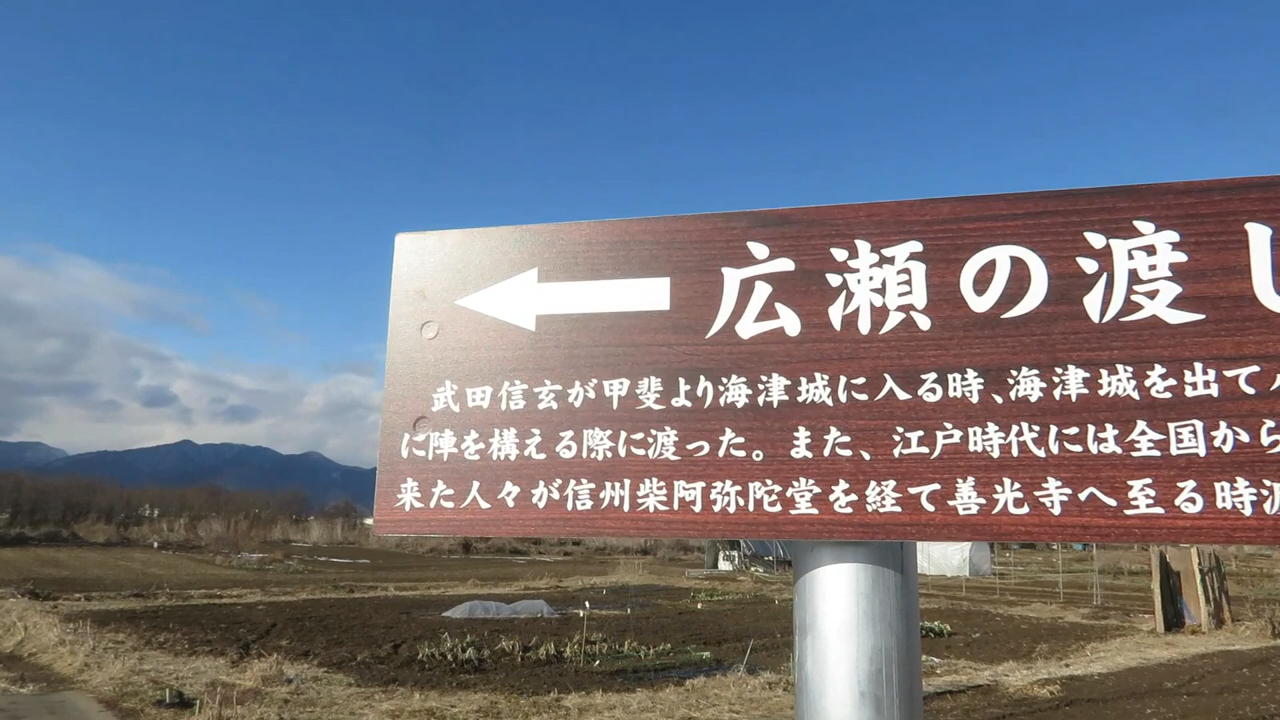 広瀬の渡し
武田信玄が甲斐より海津城に入る時、海津城を出て
に陣を構える際に渡った。また、江戸時代には全国から
来た人々が信州柴阿弥陀堂を経て善光寺へ至る時渡